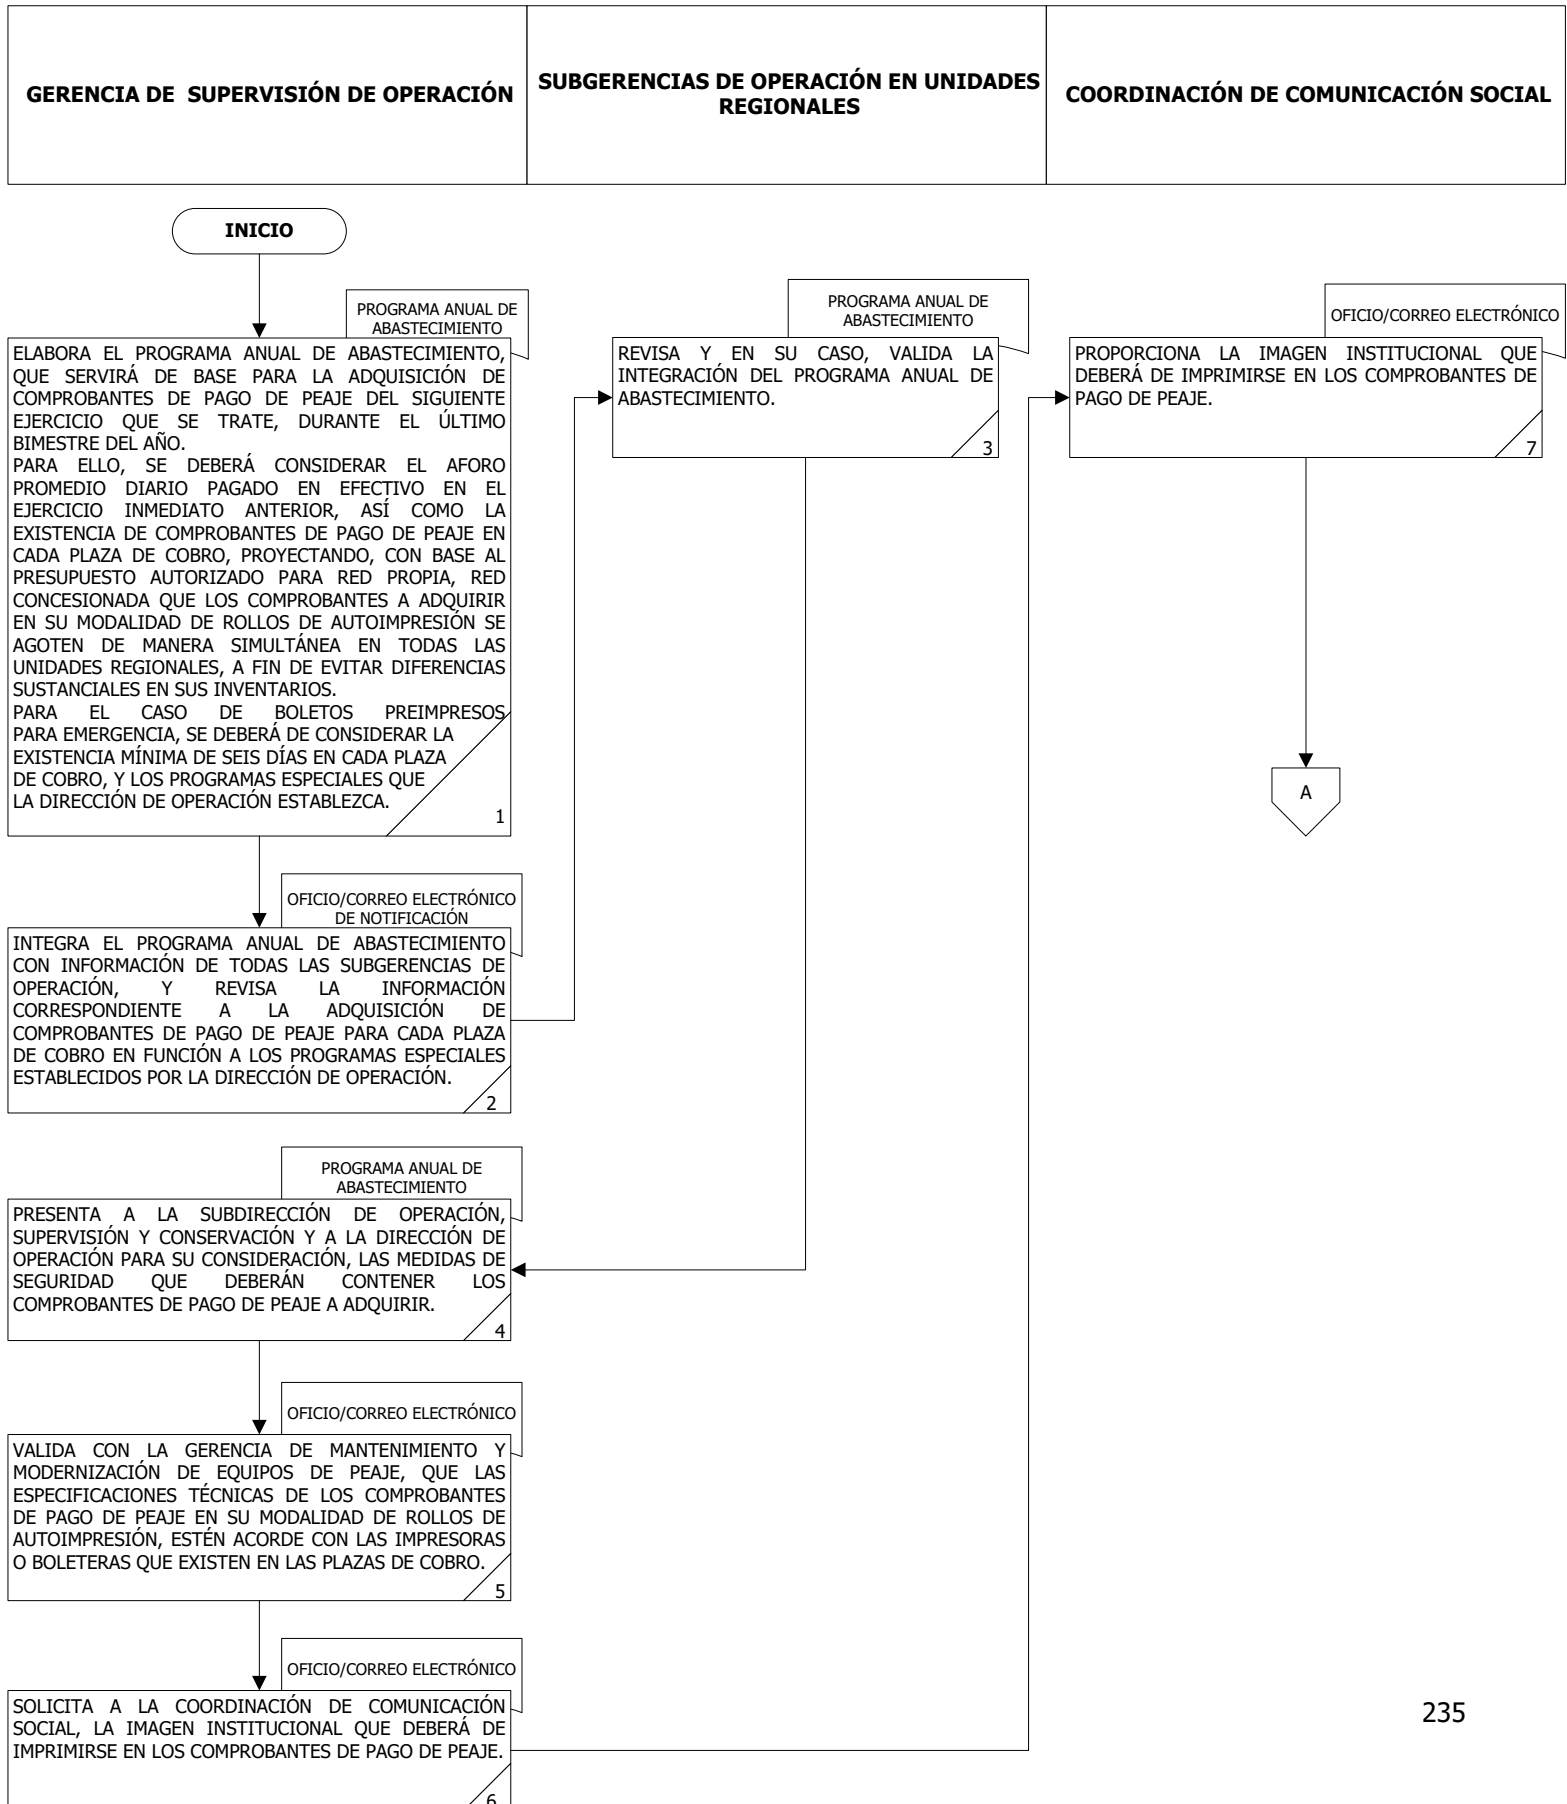 GERENCIA DE SUPERVISIÓN DE OPERACIÓN
SUBGERENCIAS DE OPERACIÓN EN UNIDADES
REGIONALES
COORDINACIÓN DE COMUNICACIÓN SOCIAL
INICIO
PROGRAMA ANUAL DE
ABASTECIMIENTO
ELABORA EL PROGRAMA ANUAL DE ABASTECIMIENTO,
QUE SERVIRÁ DE BASE PARA LA ADQUISICIÓN DE
COMPROBANTES DE PAGO DE PEAJE DEL SIGUIENTE
EJERCICIO QUE SE TRATE, DURANTE EL ÚLTIMO
BIMESTRE DEL AÑO.
PARA ELLO, SE DEBERÁ CONSIDERAR EL AFORO
PROMEDIO DIARIO PAGADO EN EFECTIVO EN EL
EJERCICIO INMEDIATO ANTERIOR, ASÍ COMO LA
EXISTENCIA DE COMPROBANTES DE PAGO DE PEAJE EN
CADA PLAZA DE COBRO, PROYECTANDO, CON BASE AL
PRESUPUESTO AUTORIZADO PARA RED PROPIA, RED
CONCESIONADA QUE LOS COMPROBANTES A ADQUIRIR
EN SU MODALIDAD DE ROLLOS DE AUTOIMPRESIÓN SE
AGOTEN DE MANERA SIMULTÁNEA EN TODAS LAS
UNIDADES REGIONALES, A FIN DE EVITAR DIFERENCIAS
SUSTANCIALES EN SUS INVENTARIOS.
PARA EL CASO DE BOLETOS PREIMPRESOS
PARA EMERGENCIA, SE DEBERÁ DE CONSIDERAR LA
EXISTENCIA MÍNIMA DE SEIS DÍAS EN CADA PLAZA
DE COBRO, Y LOS PROGRAMAS ESPECIALES QUE
LA DIRECCIÓN DE OPERACIÓN ESTABLEZCA.
1
OFICIO/CORREO ELECTRÓNICO
DE NOTIFICACIÓN
INTEGRA EL PROGRAMA ANUAL DE ABASTECIMIENTO
CON INFORMACIÓN DE TODAS LAS SUBGERENCIAS DE
OPERACIÓN, Y REVISA LA INFORMACIÓN
CORRESPONDIENTE A LA ADQUISICIÓN DE
COMPROBANTES DE PAGO DE PEAJE PARA CADA PLAZA
DE COBRO EN FUNCIÓN A LOS PROGRAMAS ESPECIALES
ESTABLECIDOS POR LA DIRECCIÓN DE OPERACIÓN.
2
PROGRAMA ANUAL DE
ABASTECIMIENTO
REVISA Y EN SU CASO, VALIDA LA
INTEGRACIÓN DEL PROGRAMA ANUAL DE
ABASTECIMIENTO.
3
PROGRAMA ANUAL DE
ABASTECIMIENTO
PRESENTA A LA SUBDIRECCIÓN DE OPERACIÓN,
SUPERVISIÓN Y CONSERVACIÓN Y A LA DIRECCIÓN DE
OPERACIÓN PARA SU CONSIDERACIÓN, LAS MEDIDAS DE
SEGURIDAD QUE DEBERÁN CONTENER LOS
COMPROBANTES DE PAGO DE PEAJE A ADQUIRIR.
4
OFICIO/CORREO ELECTRÓNICO
VALIDA CON LA GERENCIA DE MANTENIMIENTO Y
MODERNIZACIÓN DE EQUIPOS DE PEAJE, QUE LAS
ESPECIFICACIONES TÉCNICAS DE LOS COMPROBANTES
DE PAGO DE PEAJE EN SU MODALIDAD DE ROLLOS DE
AUTOIMPRESIÓN, ESTÉN ACORDE CON LAS IMPRESORAS
O BOLETERAS QUE EXISTEN EN LAS PLAZAS DE COBRO.
5
OFICIO/CORREO ELECTRÓNICO
SOLICITA A LA COORDINACIÓN DE COMUNICACIÓN
SOCIAL, LA IMAGEN INSTITUCIONAL QUE DEBERÁ DE
IMPRIMIRSE EN LOS COMPROBANTES DE PAGO DE PEAJE.
6
OFICIO/CORREO ELECTRÓNICO
PROPORCIONA LA IMAGEN INSTITUCIONAL QUE
DEBERÁ DE IMPRIMIRSE EN LOS COMPROBANTES DE
PAGO DE PEAJE.
7
A
235